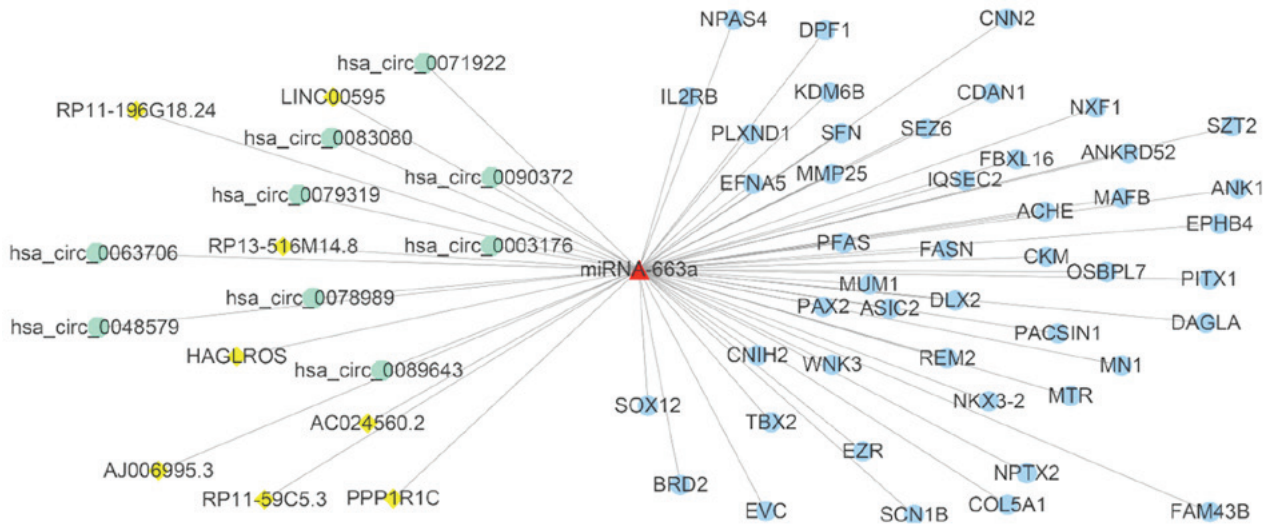 NPAS4
CNN2
DPF1
hsa_circ_0071922
LINC00595
IL2RB
KDM6B
CDAN1
RP11-196G18.24
NXF1
SZT2
PLXND1
SFN
SEZ6
hsa_circ_0083080
ANKRD52
FBXL16
MMP25
hsa_circ_0090372
EFNA5
IQSEC2
ANK1
hsa_circ_0079319
MAFB
ACHE
EPHB4
hsa_circ_0003176
RP13-516M14.8
PFAS
FASN
hsa_circ_0063706
CKM
miRNA-663a
OSBPL7
PITX1
MUM1
hsa_circ_0078989
DLX2
PAX2
ASIC2
DAGLA
hsa_circ_0048579
PACSIN1
HAGLROS
CNIH2
REM2
WNK3
MN1
hsa_circ_0089643
MTR
NKX3-2
SOX12
AC024560.2
TBX2
EZR
AJ006995.3
NPTX2
BRD2
RP11-59C5.3
PPP1R1C
COL5A1
EVC
SCN1B
FAM43B